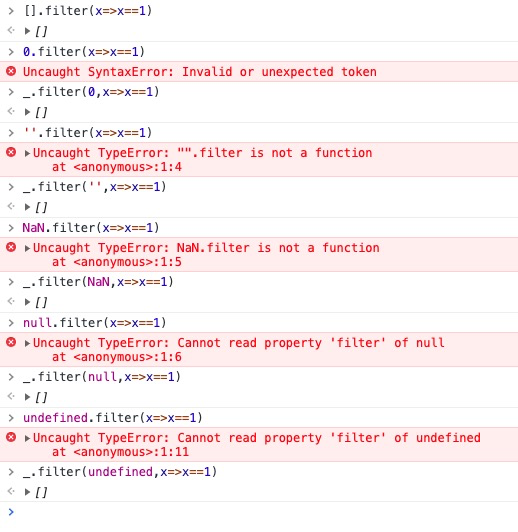 > [].filter(x=>x==1)
<· ▶[]
> 0.filter(x=>x==1)
Uncaught SyntaxError: Invalid or unexpected token
> _.filter(0,x=>x==1)
<· ▶[]
> ''.filter(x=>x==1)
▶Uncaught TypeError: "".filter is not a function
at <anonymous>:1:4
> _.filter('',x=>x==1)
<· ▶[]
> NaN.filter(x=>x==1)
▶Uncaught TypeError: NaN.filter is not a function
at <anonymous>:1:5
> _.filter(NaN,x=>x==1)
<· ▶[]
> null.filter(x=>x==1)
▶Uncaught TypeError: Cannot read property 'filter' of null
at <anonymous>:1:6
> _.filter(null,x=>x==1)
<· ▶[]
> undefined.filter(x=>x==1)
▶Uncaught TypeError: Cannot read property 'filter' of undefined
at <anonymous>:1:11
> _.filter(undefined,x=>x==1)
<· ▶[]
>